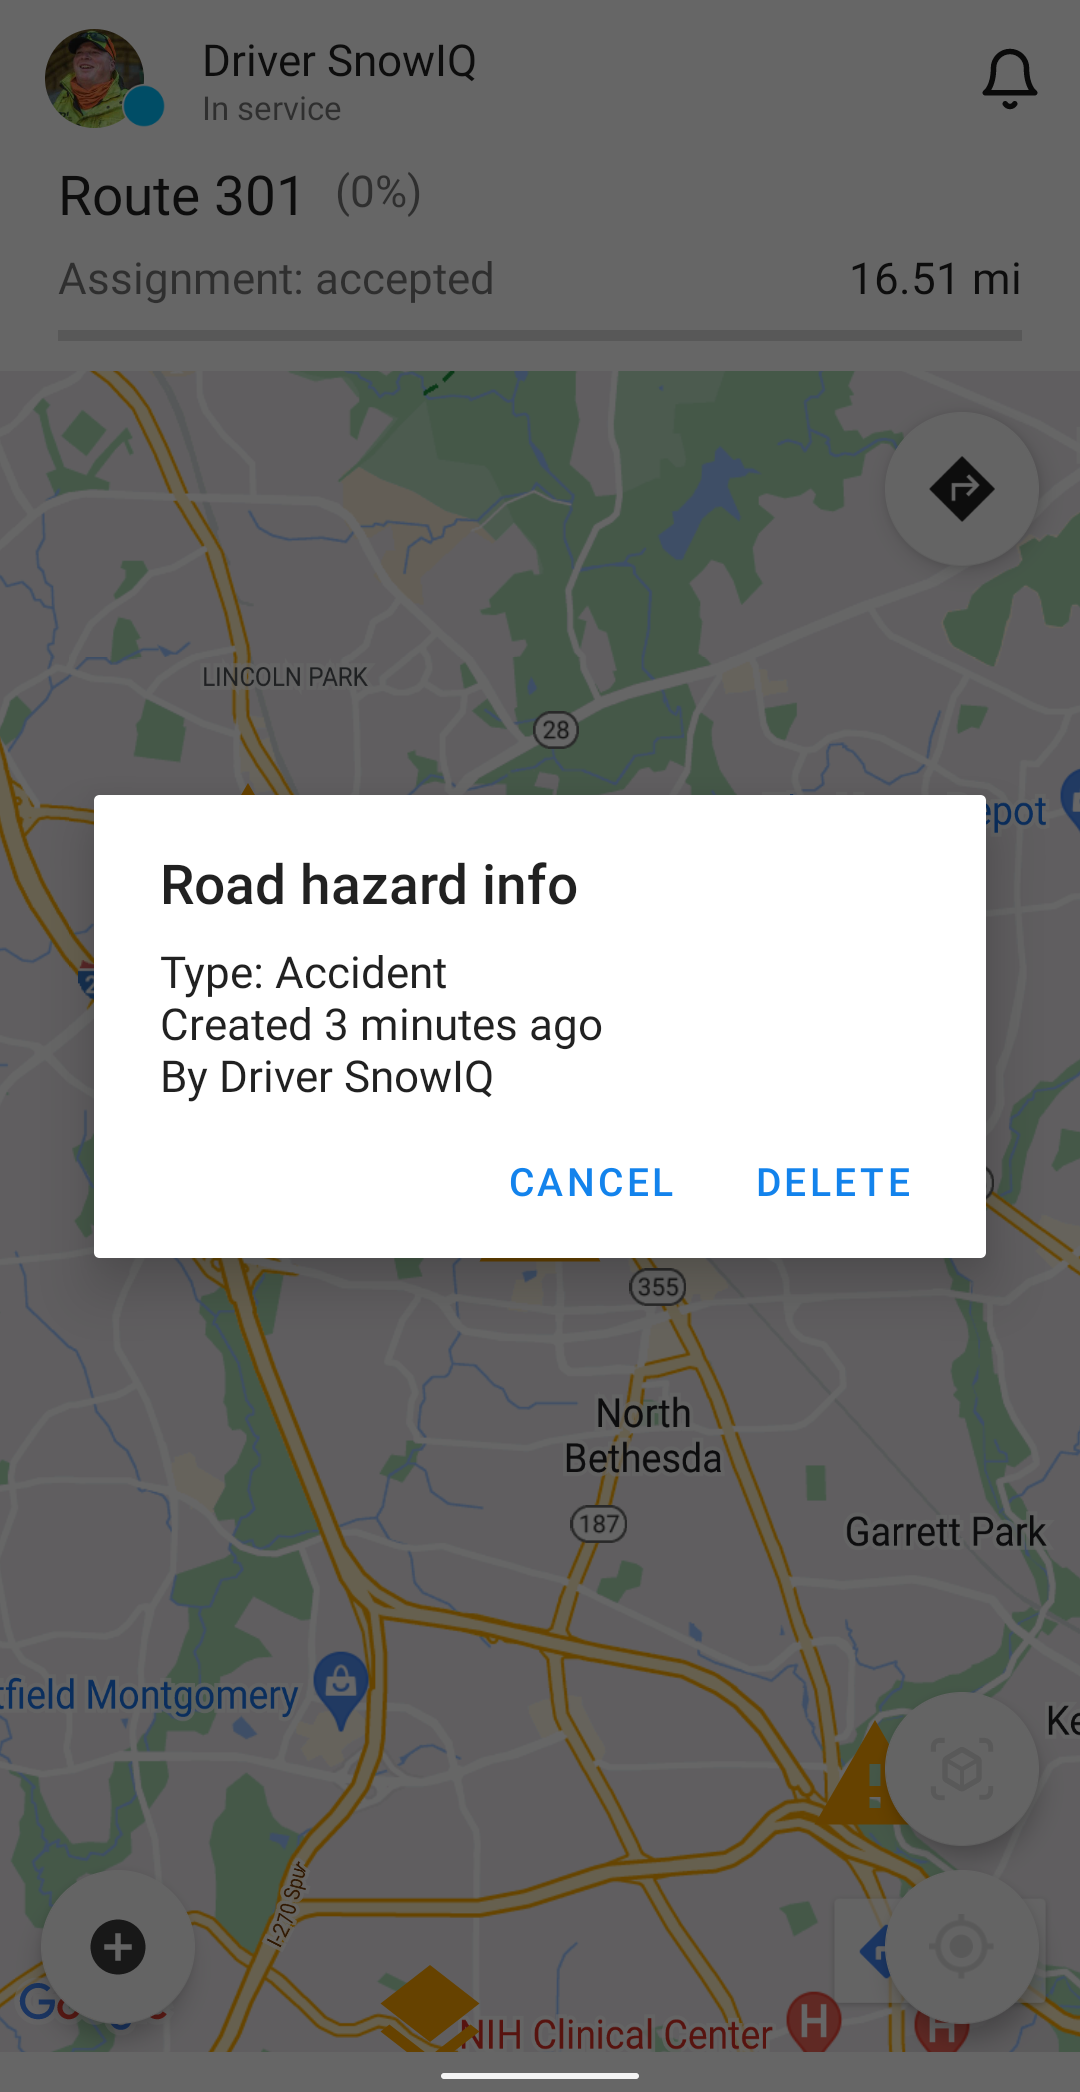 Driver SnowIQ
In service
Route 301 (0%)
Assignment: accepted 16.51 mi
LINCOLN PARK
28
epot
Road hazard info
Type: Accident
Created 3 minutes ago
By Driver SnowIQ
CANCEL DELETE
355
North
Bethesda
187
Garrett Park
tfield Montgomery
Ke
I-270 Spur
NIH Clinical Center
H
H